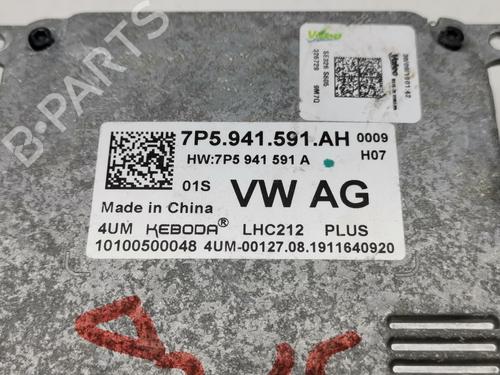 B-PARTS
Valeo
7P5.941.591.AH 0009
HW:7P5 941 591 A H07
01S VW AG
Made in China
4UM KEBODA® LHC212 PLUS
10100500048 4UM-00127.08.1911640920